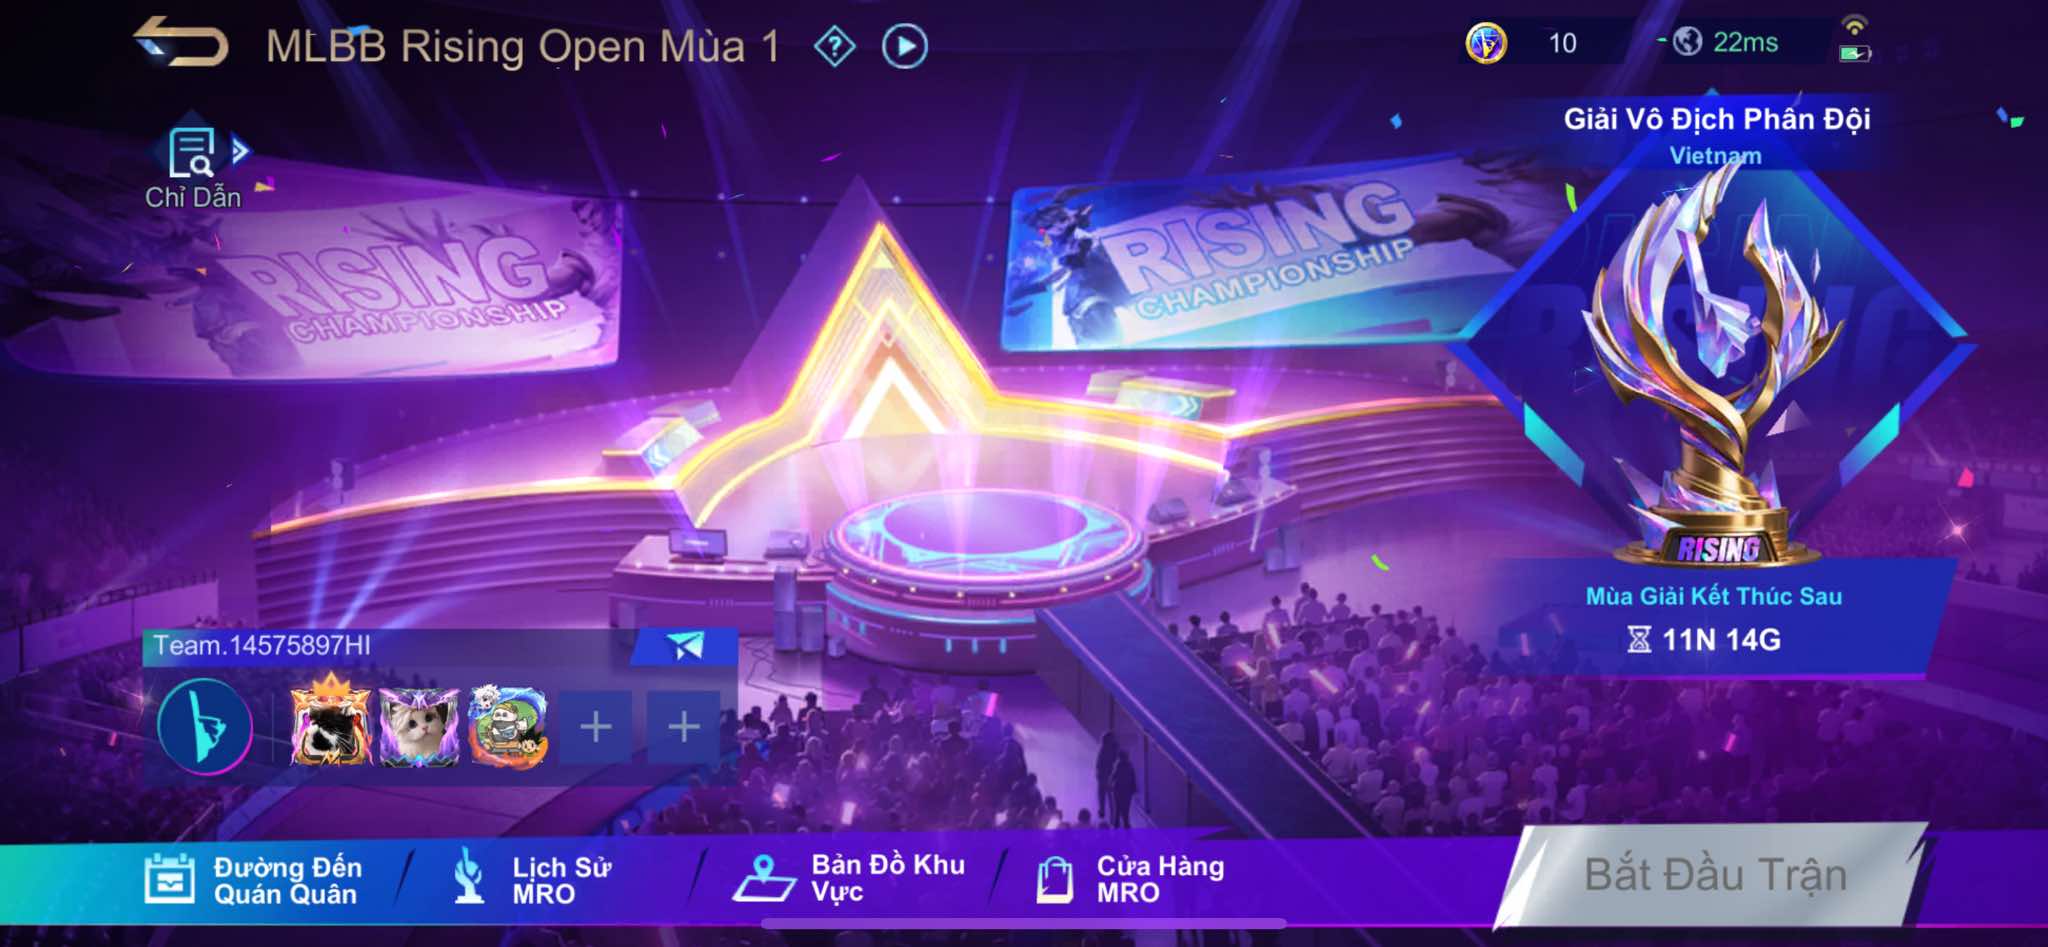 MLBB Rising Open Mùa 1
10
22ms
Chỉ Dẫn
Giải Vô Địch Phân Đội
Vietnam
RISING
CHAMPIONSHIP
RISING
CHAMPIONSHIP
RISING
Mùa Giải Kết Thúc Sau
11N 14G
Team.14575897HI
Đường Đến
Quán Quân
Lịch Sử
MRO
Bản Đồ Khu
Vực
Cửa Hàng
MRO
Bắt Đầu Trận